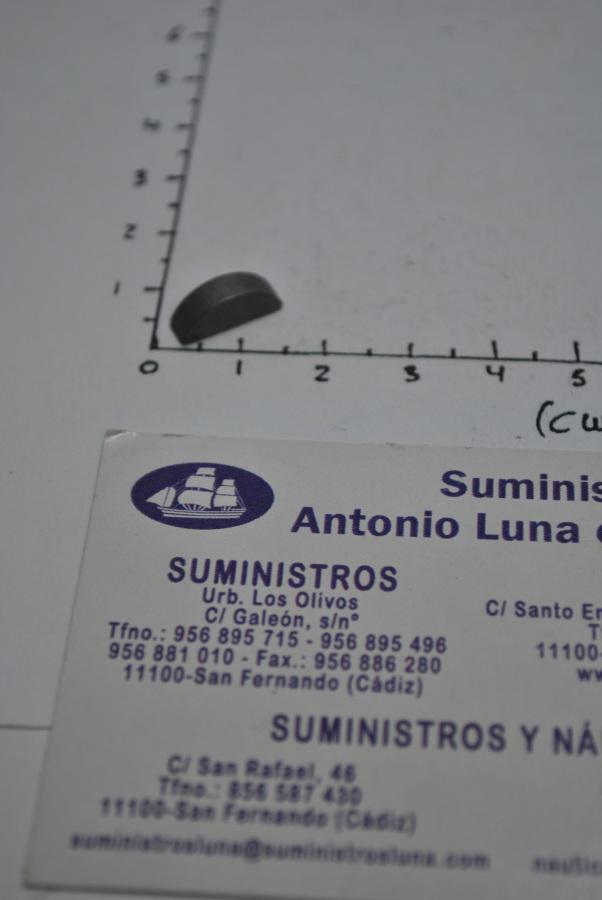 6
5
4
3
2
1
0 1 2 3 4 5
(c
Suminis
Antonio Luna
SUMINISTROS
Urb. Los Olivos
C/ Galeón, s/nº
Tfno.: 956 895 715 - 956 895 496
956 881 010 - Fax.: 956 886 280
11100-San Fernando (Cádiz)
C/ Santo Er
T
11100-
ww
SUMINISTROS Y NÁ
C/ San Rafael, 46
Tfno.: 856 587 430
11100-San Fernando (Cádiz)
suministrosluna@suministrosluna.com
nautic